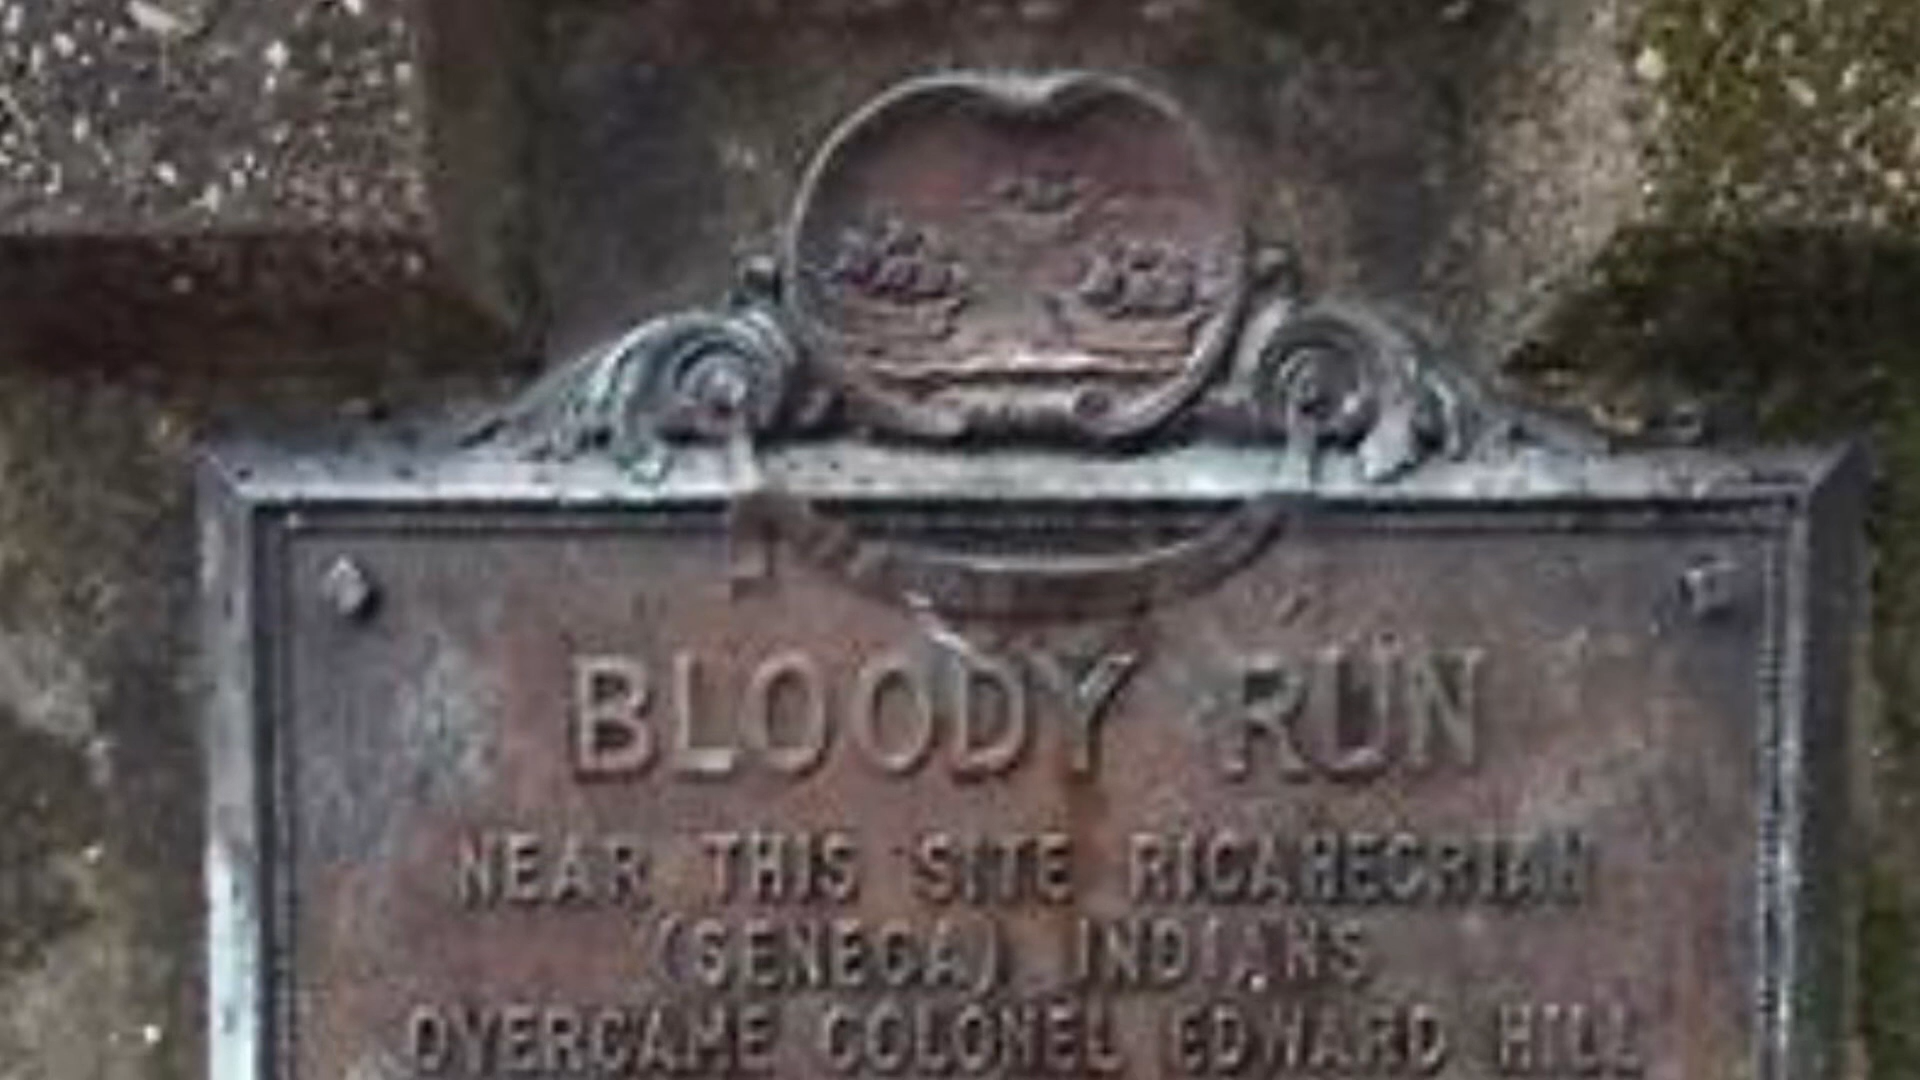 BLOODY RUN
NEAR THIS SITE RICAHECRIAN
(SENECA) INDIANS
OVERCAME COLONEL EDWARD HILL